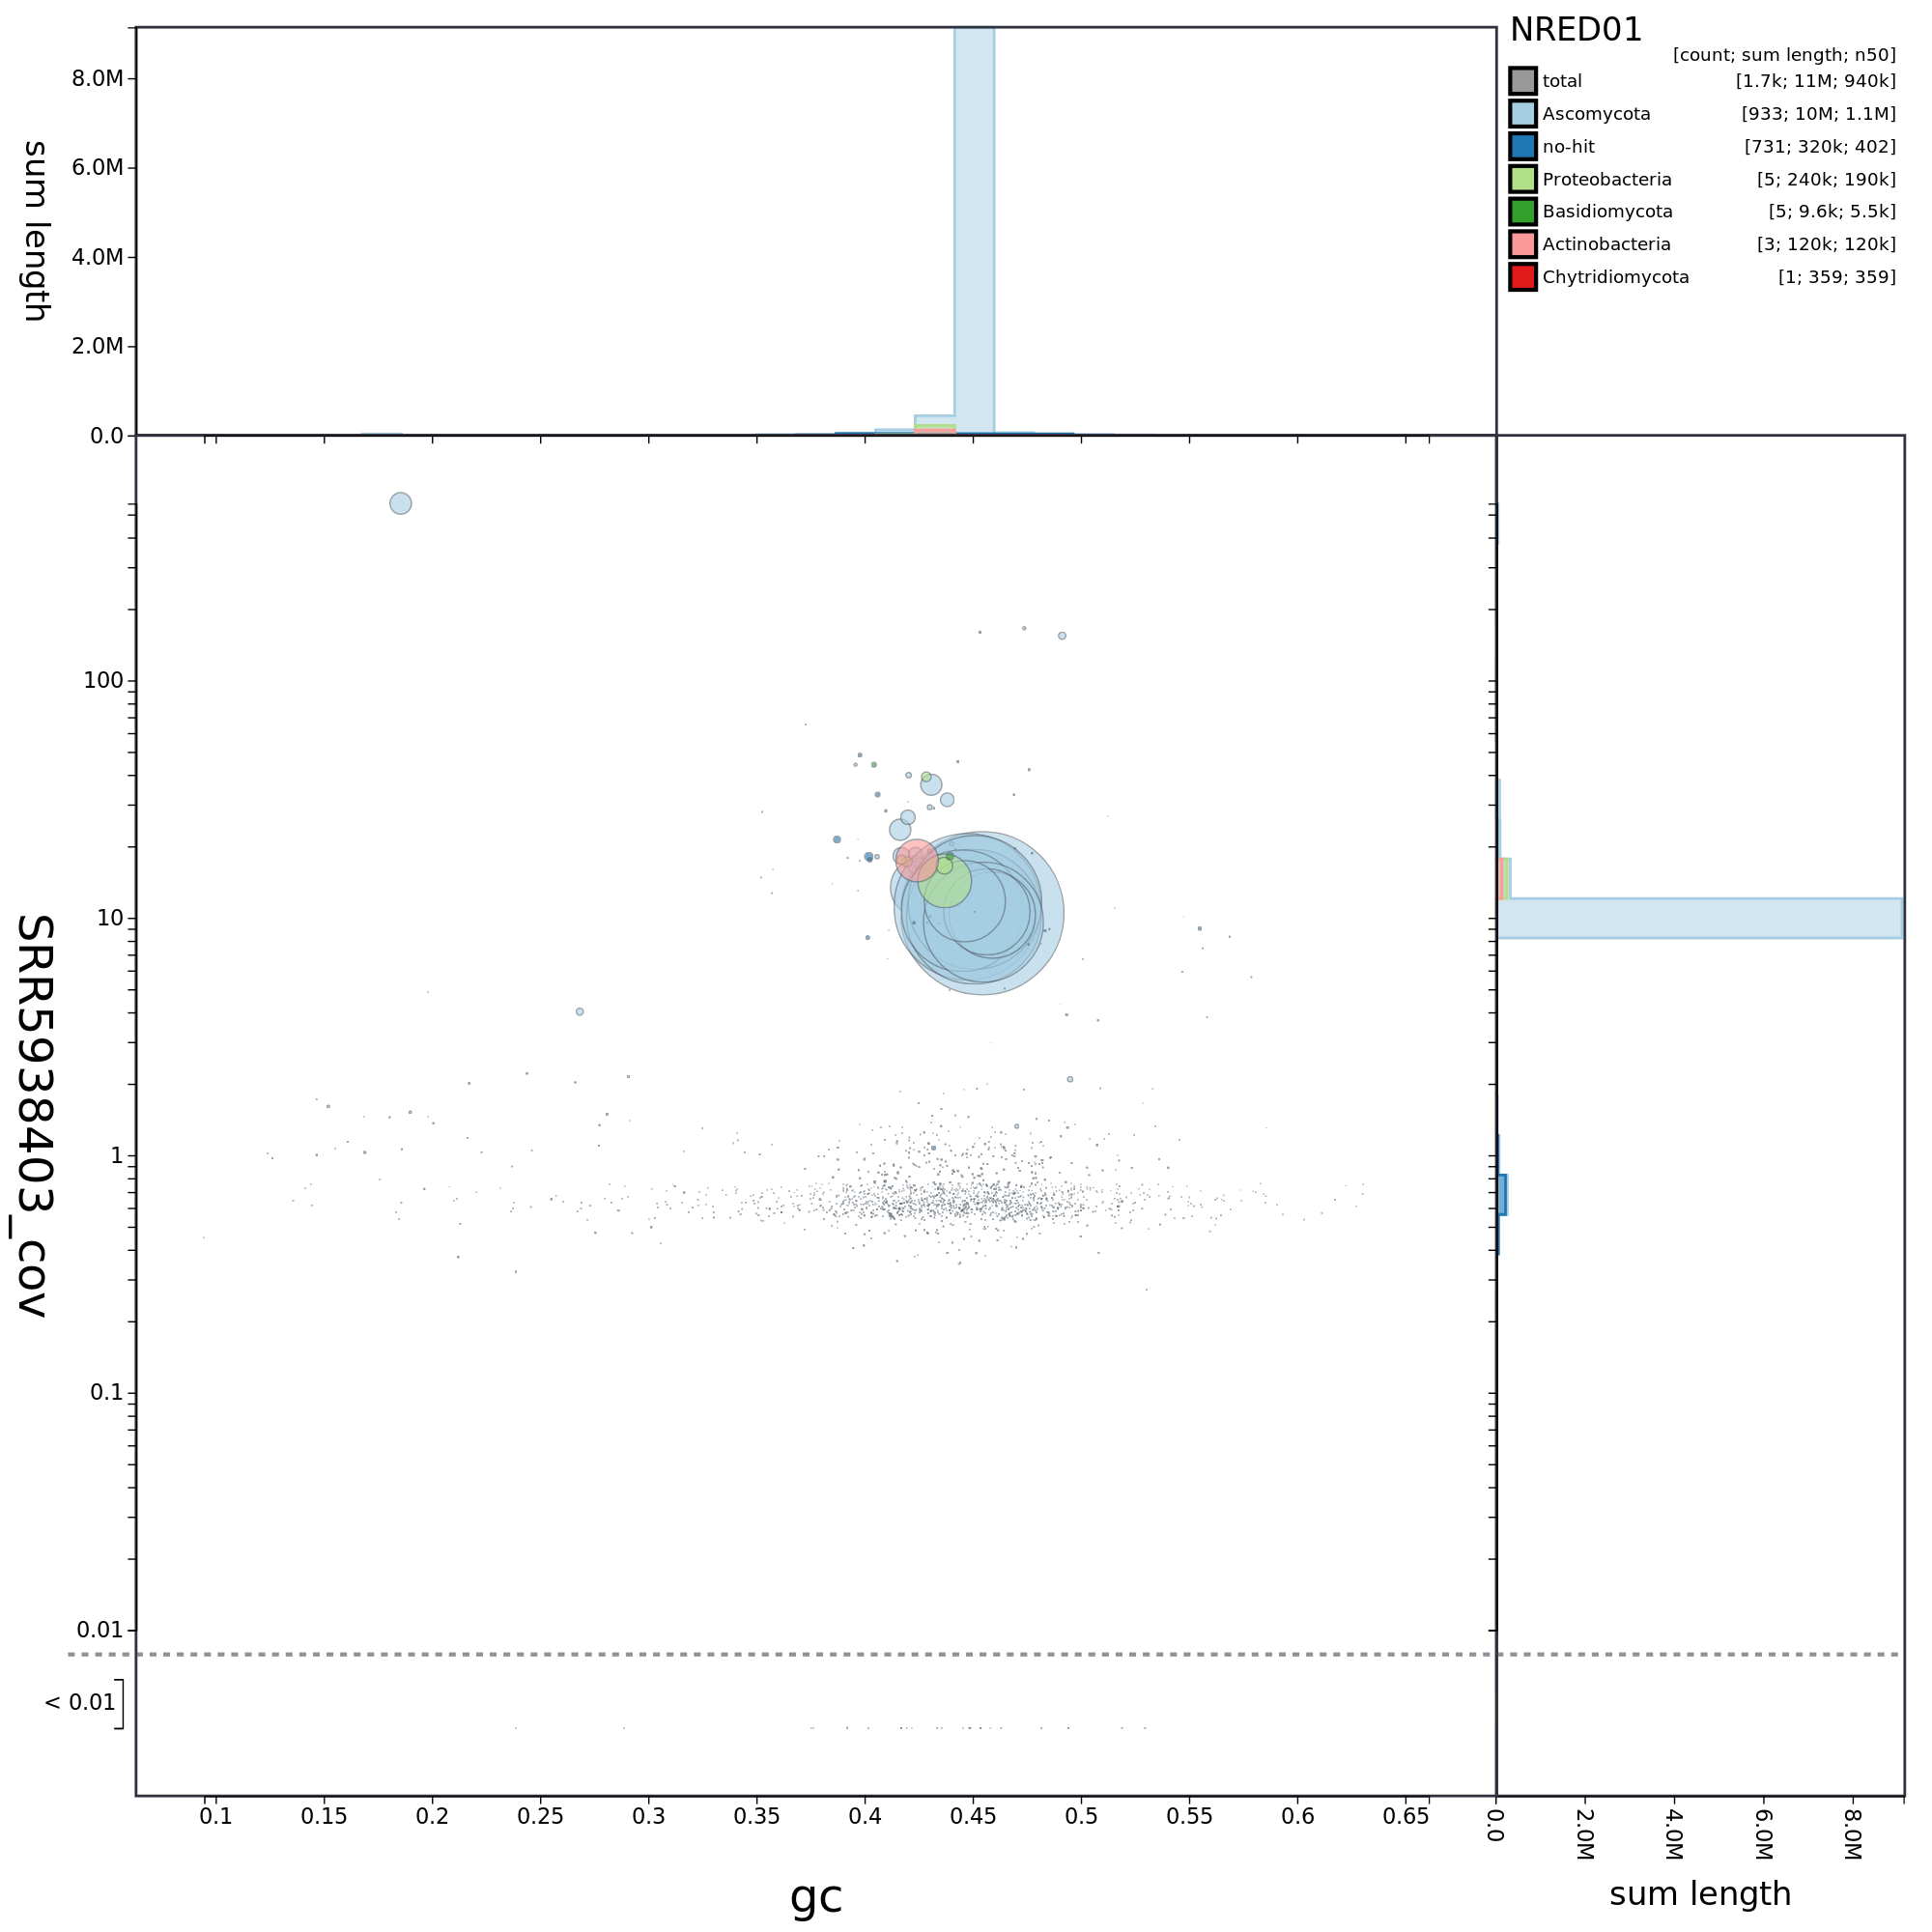 NRED01
[count; sum length; n50]
total [1.7k; 11M; 940k]
Ascomycota [933; 10M; 1.1M]
no-hit [731; 320k; 402]
Proteobacteria [5; 240k; 190k]
Basidiomycota [5; 9.6k; 5.5k]
Actinobacteria [3; 120k; 120k]
Chytridiomycota [1; 359; 359]
sum length
8.0M
6.0M
4.0M
2.0M
0.0
SRR5938403_cov
100
10
1
0.1
0.01
< 0.01
0.1 0.15 0.2 0.25 0.3 0.35 0.4 0.45 0.5 0.55 0.6 0.65
gc
0.0 2.0M 4.0M 6.0M 8.0M
sum length